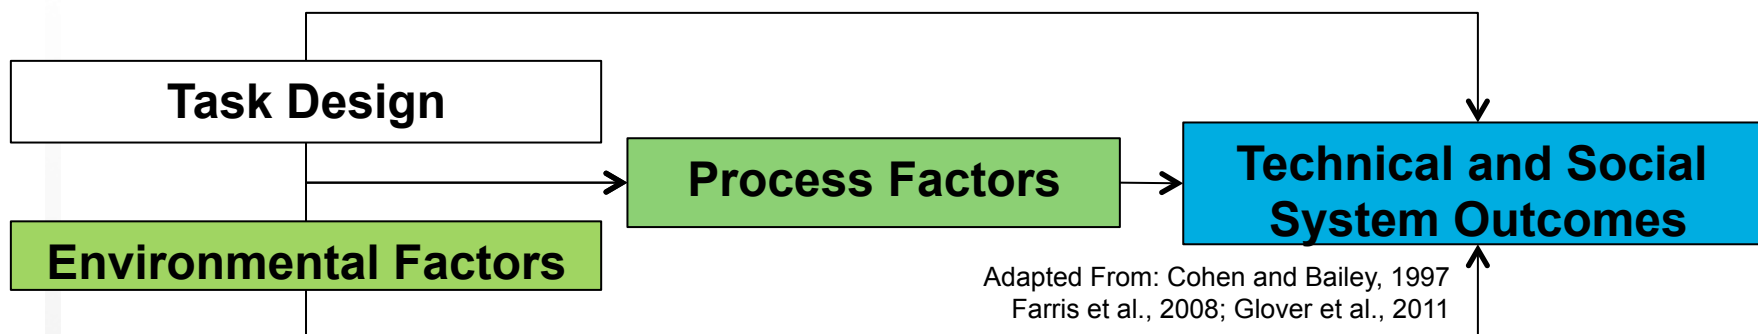 Task Design
Process Factors
Technical and Social
System Outcomes
Environmental Factors
Adapted From: Cohen and Bailey, 1997
Farris et al., 2008; Glover et al., 2011